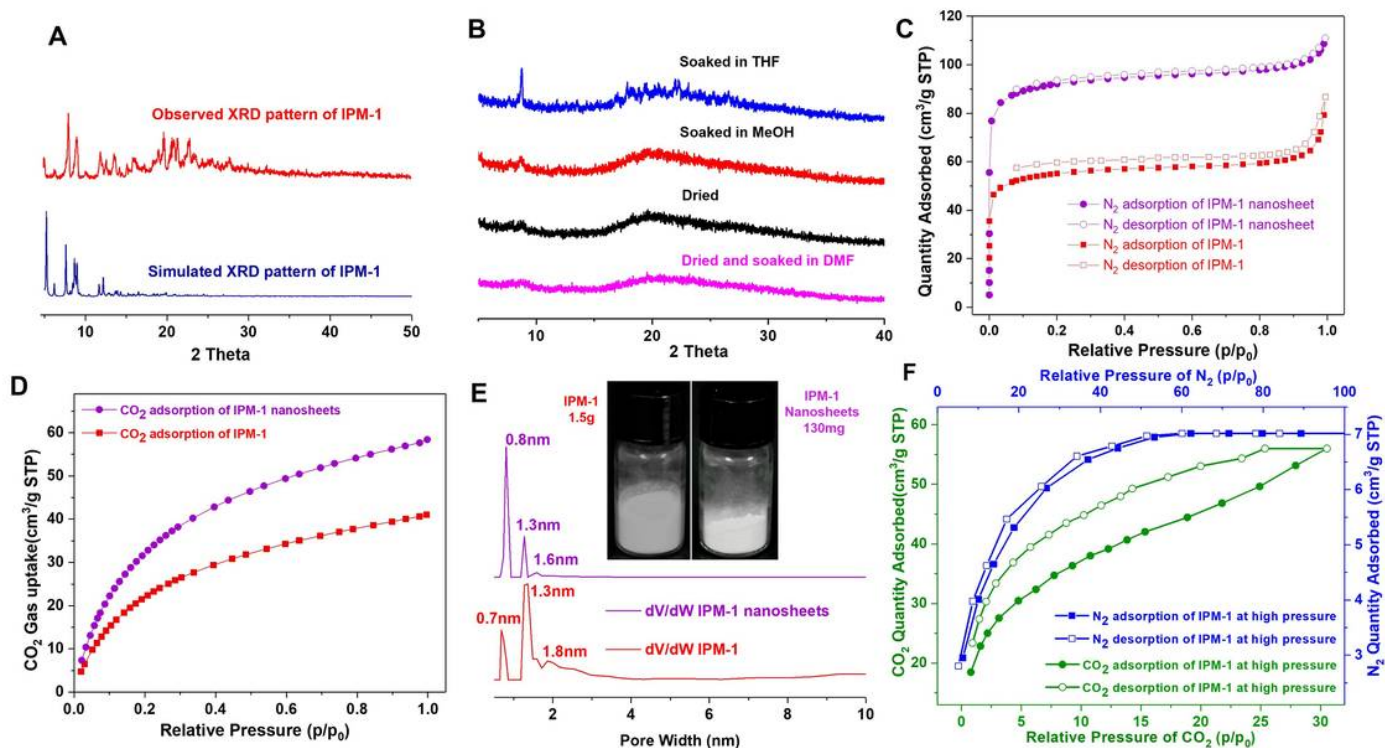 A
Observed XRD pattern of IPM-1
Simulated XRD pattern of IPM-1
10
20
30
40
50
2 Theta
B
Soaked in THF
Soaked in MeOH
Dried
Dried and soaked in DMF
10
20
30
40
2 Theta
C
Quantity Adsorbed (cm³/g STP)
120
100
80
60
40
20
0
N₂ adsorption of IPM-1 nanosheet
N₂ desorption of IPM-1 nanosheet
N₂ adsorption of IPM-1
N₂ desorption of IPM-1
0.0
0.2
0.4
0.6
0.8
1.0
Relative Pressure (p/p₀)
D
CO₂ Gas uptake(cm³/g STP)
60
50
40
30
20
10
0
CO₂ adsorption of IPM-1 nanosheets
CO₂ adsorption of IPM-1
0.0
0.2
0.4
0.6
0.8
1.0
Relative Pressure (p/p₀)
E
IPM-1
1.5g
IPM-1
Nanosheets
130mg
0.8nm
1.3nm
1.6nm
0.7nm
1.3nm
1.8nm
dV/dW IPM-1 nanosheets
dV/dW IPM-1
2
4
6
8
10
Pore Width (nm)
F
Relative Pressure of N₂ (p/p₀)
0
20
40
60
80
100
CO₂ Quantity Adsorbed(cm³/g STP)
60
50
40
30
20
N₂ Quantity Adsorbed (cm³/g STP)
7
6
5
4
3
N₂ adsorption of IPM-1 at high pressure
N₂ desorption of IPM-1 at high pressure
CO₂ adsorption of IPM-1 at high pressure
CO₂ desorption of IPM-1 at high pressure
0
5
10
15
20
25
30
Relative Pressure of CO₂ (p/p₀)